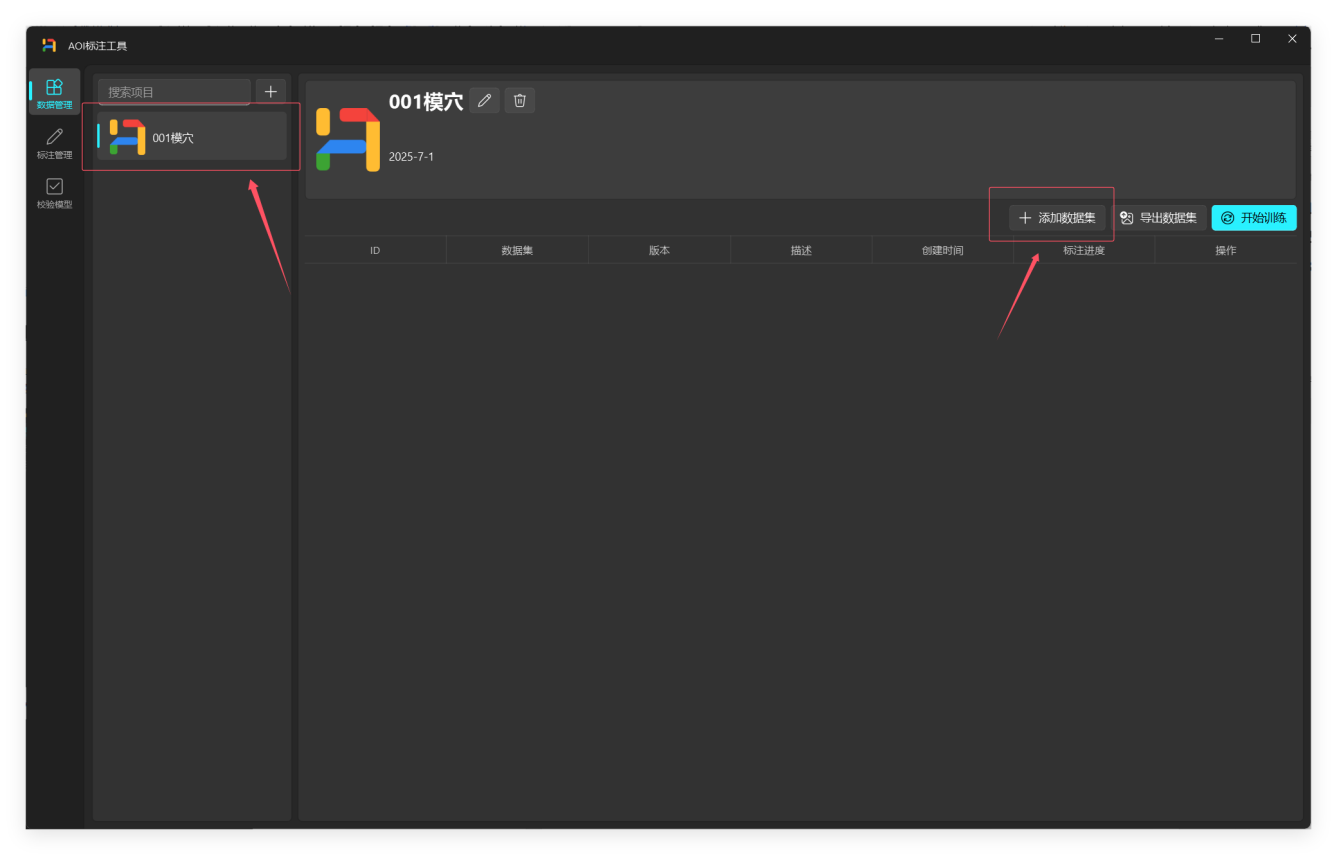 AOI标注工具
数据管理
标注管理
校验模型
搜索项目
001模穴
001模穴
2025-7-1
添加数据集 导出数据集 开始训练
ID 数据集 版本 描述 创建时间 标注进度 操作